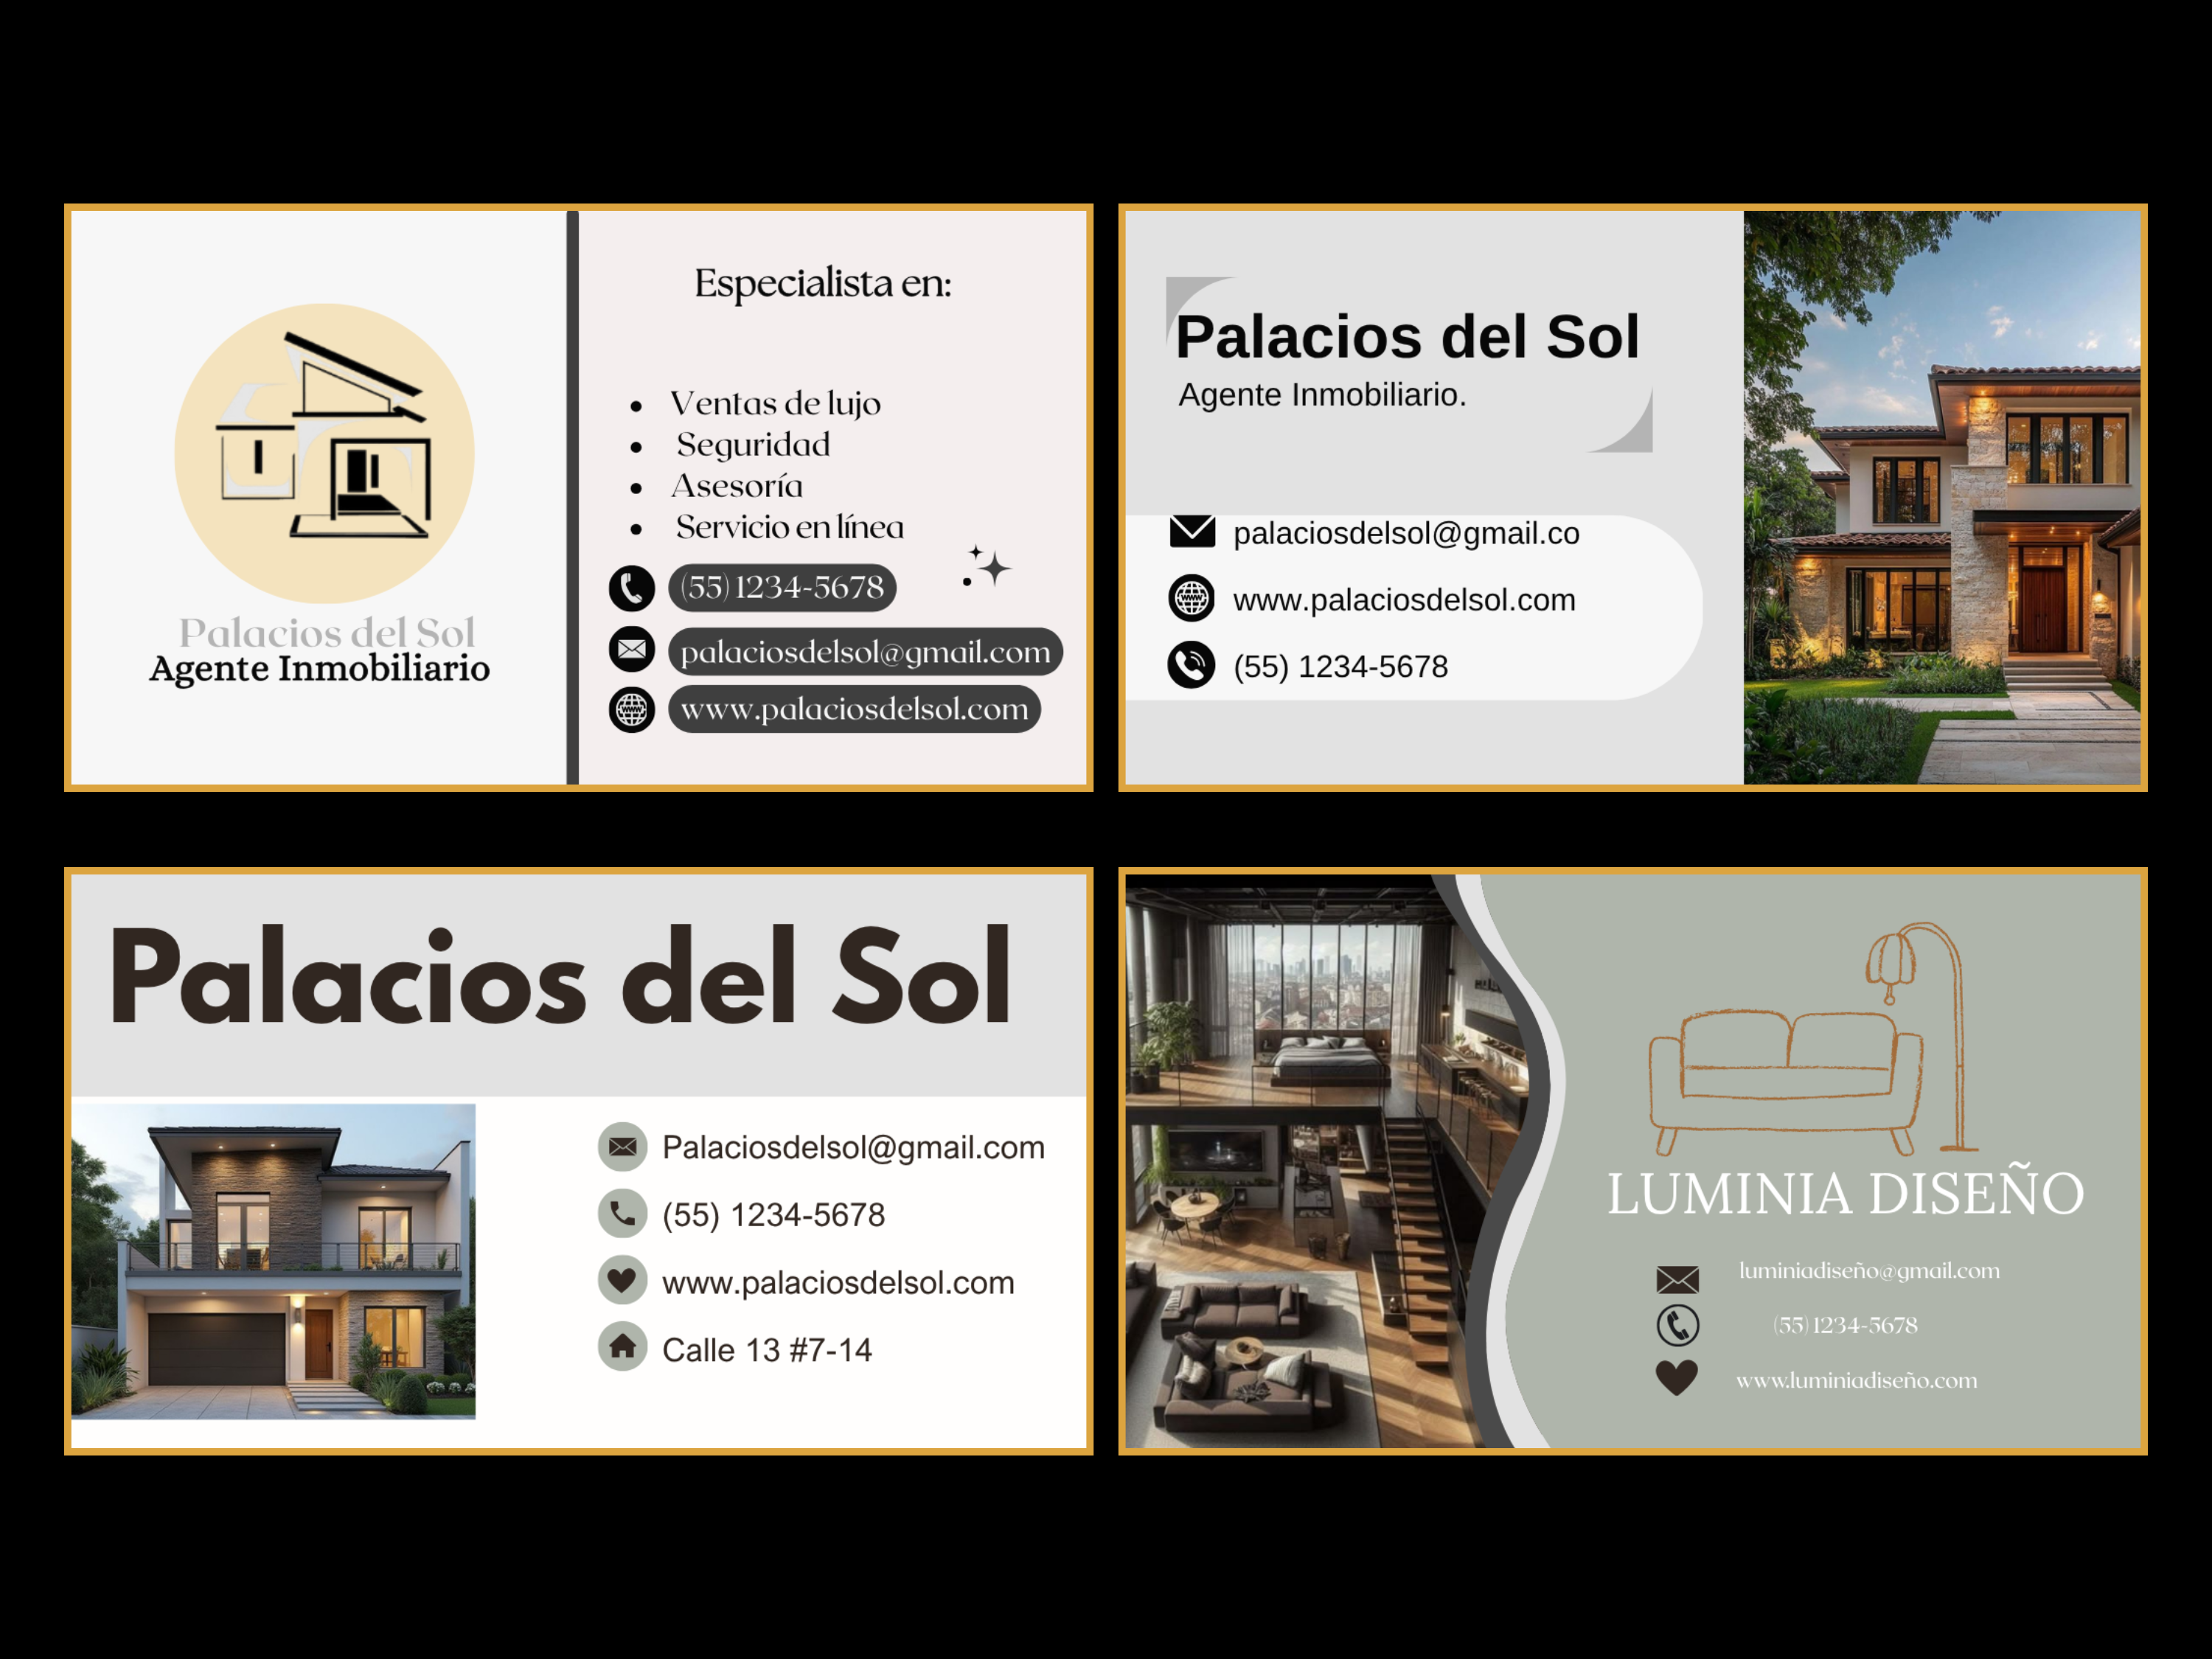 Palacios del Sol
Agente Inmobiliario
Especialista en:
• Ventas de lujo
• Seguridad
• Asesoría
• Servicio en línea
(55) 1234-5678
palaciosdelsol@gmail.com
www.palaciosdelsol.com
Palacios del Sol
Agente Inmobiliario.
palaciosdelsol@gmail.co
www.palaciosdelsol.com
(55) 1234-5678
Palacios del Sol
Palaciosdelsol@gmail.com
(55) 1234-5678
www.palaciosdelsol.com
Calle 13 #7-14
LUMINIA DISEÑO
luminiadiseño@gmail.com
(55) 1234-5678
www.luminiadiseño.com